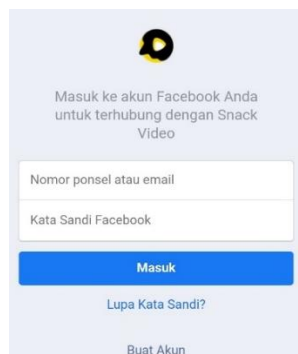 Masuk ke akun Facebook Anda
untuk terhubung dengan Snack
Video
Nomor ponsel atau email
Kata Sandi Facebook
Masuk
Lupa Kata Sandi?
Buat Akun